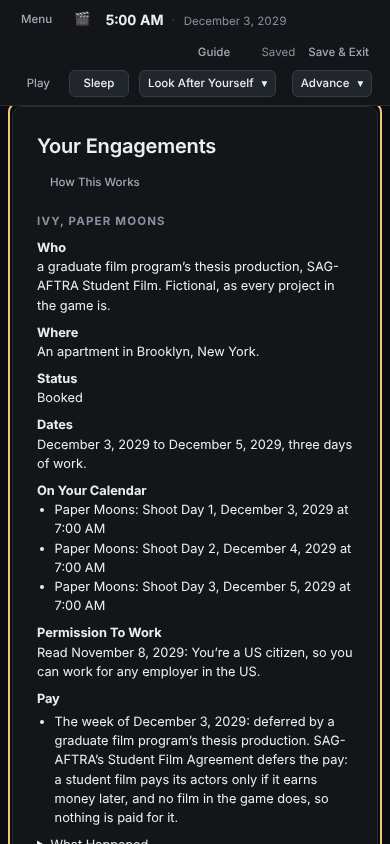 Menu 🎬 5:00 AM · December 3, 2029
Guide Saved Save & Exit
Play Sleep Look After Yourself ▾ Advance ▾
Your Engagements
How This Works
IVY, PAPER MOONS
Who
a graduate film program’s thesis production, SAG-
AFTRA Student Film. Fictional, as every project in
the game is.
Where
An apartment in Brooklyn, New York.
Status
Booked
Dates
December 3, 2029 to December 5, 2029, three days
of work.
On Your Calendar
• Paper Moons: Shoot Day 1, December 3, 2029 at
7:00 AM
• Paper Moons: Shoot Day 2, December 4, 2029 at
7:00 AM
• Paper Moons: Shoot Day 3, December 5, 2029 at
7:00 AM
Permission To Work
Read November 8, 2029: You’re a US citizen, so you
can work for any employer in the US.
Pay
• The week of December 3, 2029: deferred by a
graduate film program’s thesis production. SAG-
AFTRA’s Student Film Agreement defers the pay:
a student film pays its actors only if it earns
money later, and no film in the game does, so
nothing is paid for it.
▶ What Happened